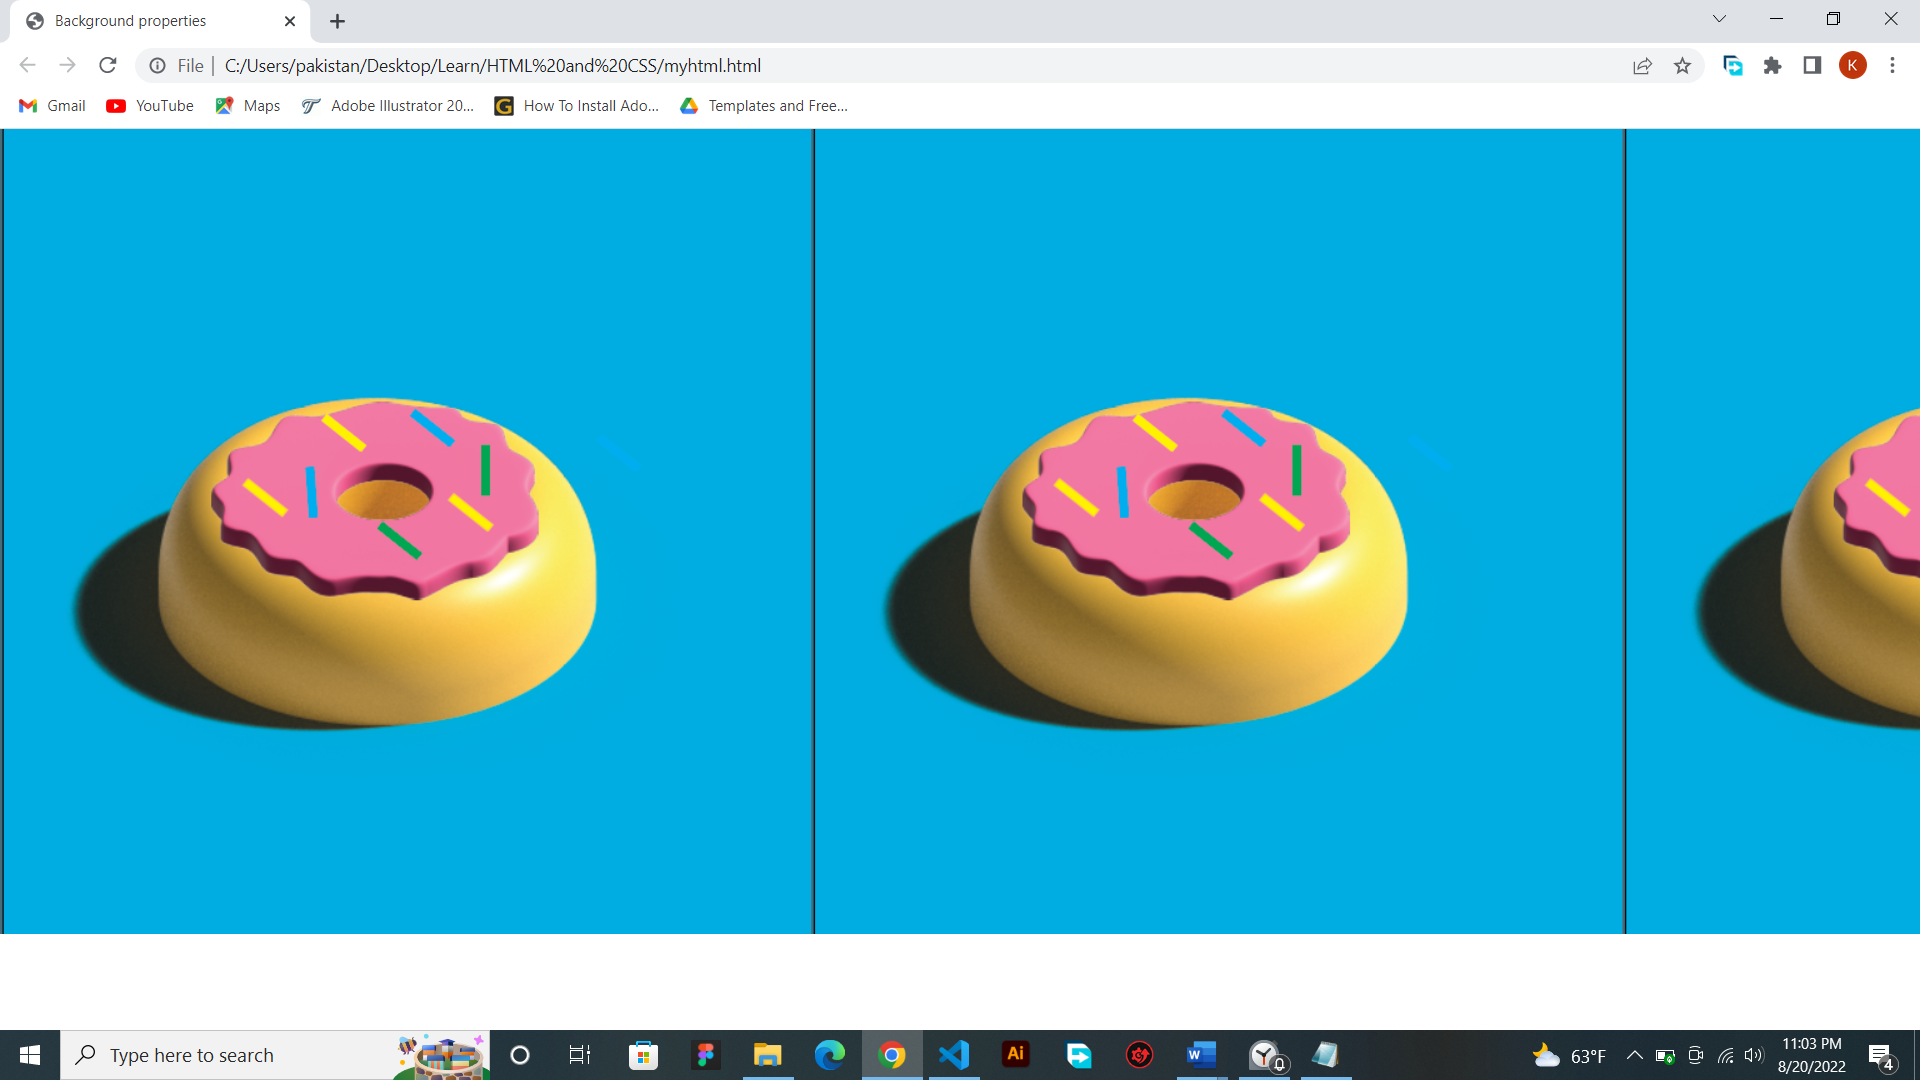 Background properties
File | C:/Users/pakistan/Desktop/Learn/HTML%20and%20CSS/myhtml.html
K
Gmail YouTube Maps Adobe Illustrator 20... How To Install Ado... Templates and Free...
Type here to search
Ai
63°F
11:03 PM
8/20/2022
4